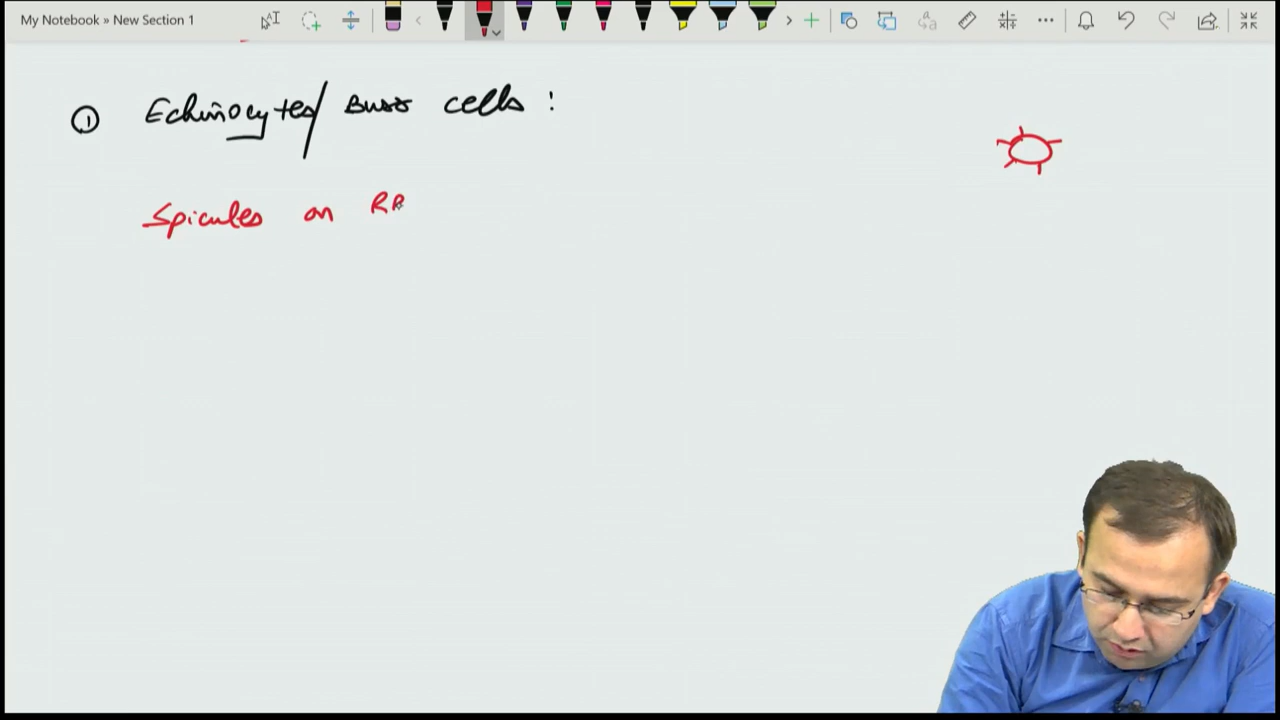 My Notebook » New Section 1
① Echinocytes/ Burr cells :
Spicules on RB